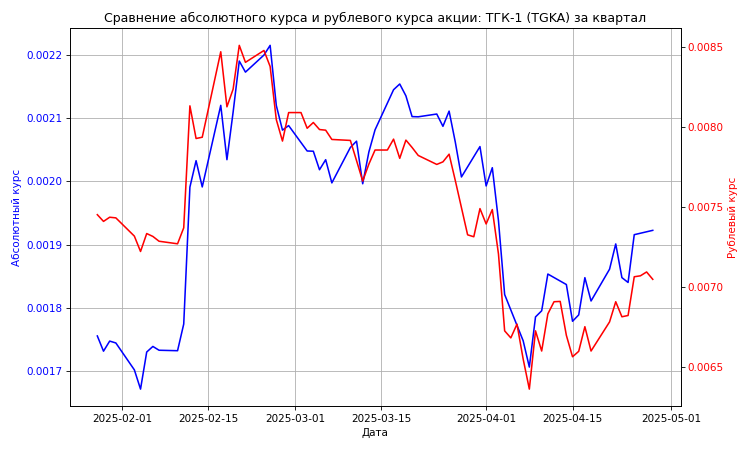 Сравнение абсолютного курса и рублевого курса акции: ТГК-1 (TGKA) за квартал
0.0022
0.0021
0.0020
0.0019
0.0018
0.0017
Абсолютный курс
0.0085
0.0080
0.0075
0.0070
0.0065
Рублевый курс
2025-02-01 2025-02-15 2025-03-01 2025-03-15 2025-04-01 2025-04-15 2025-05-01
Дата